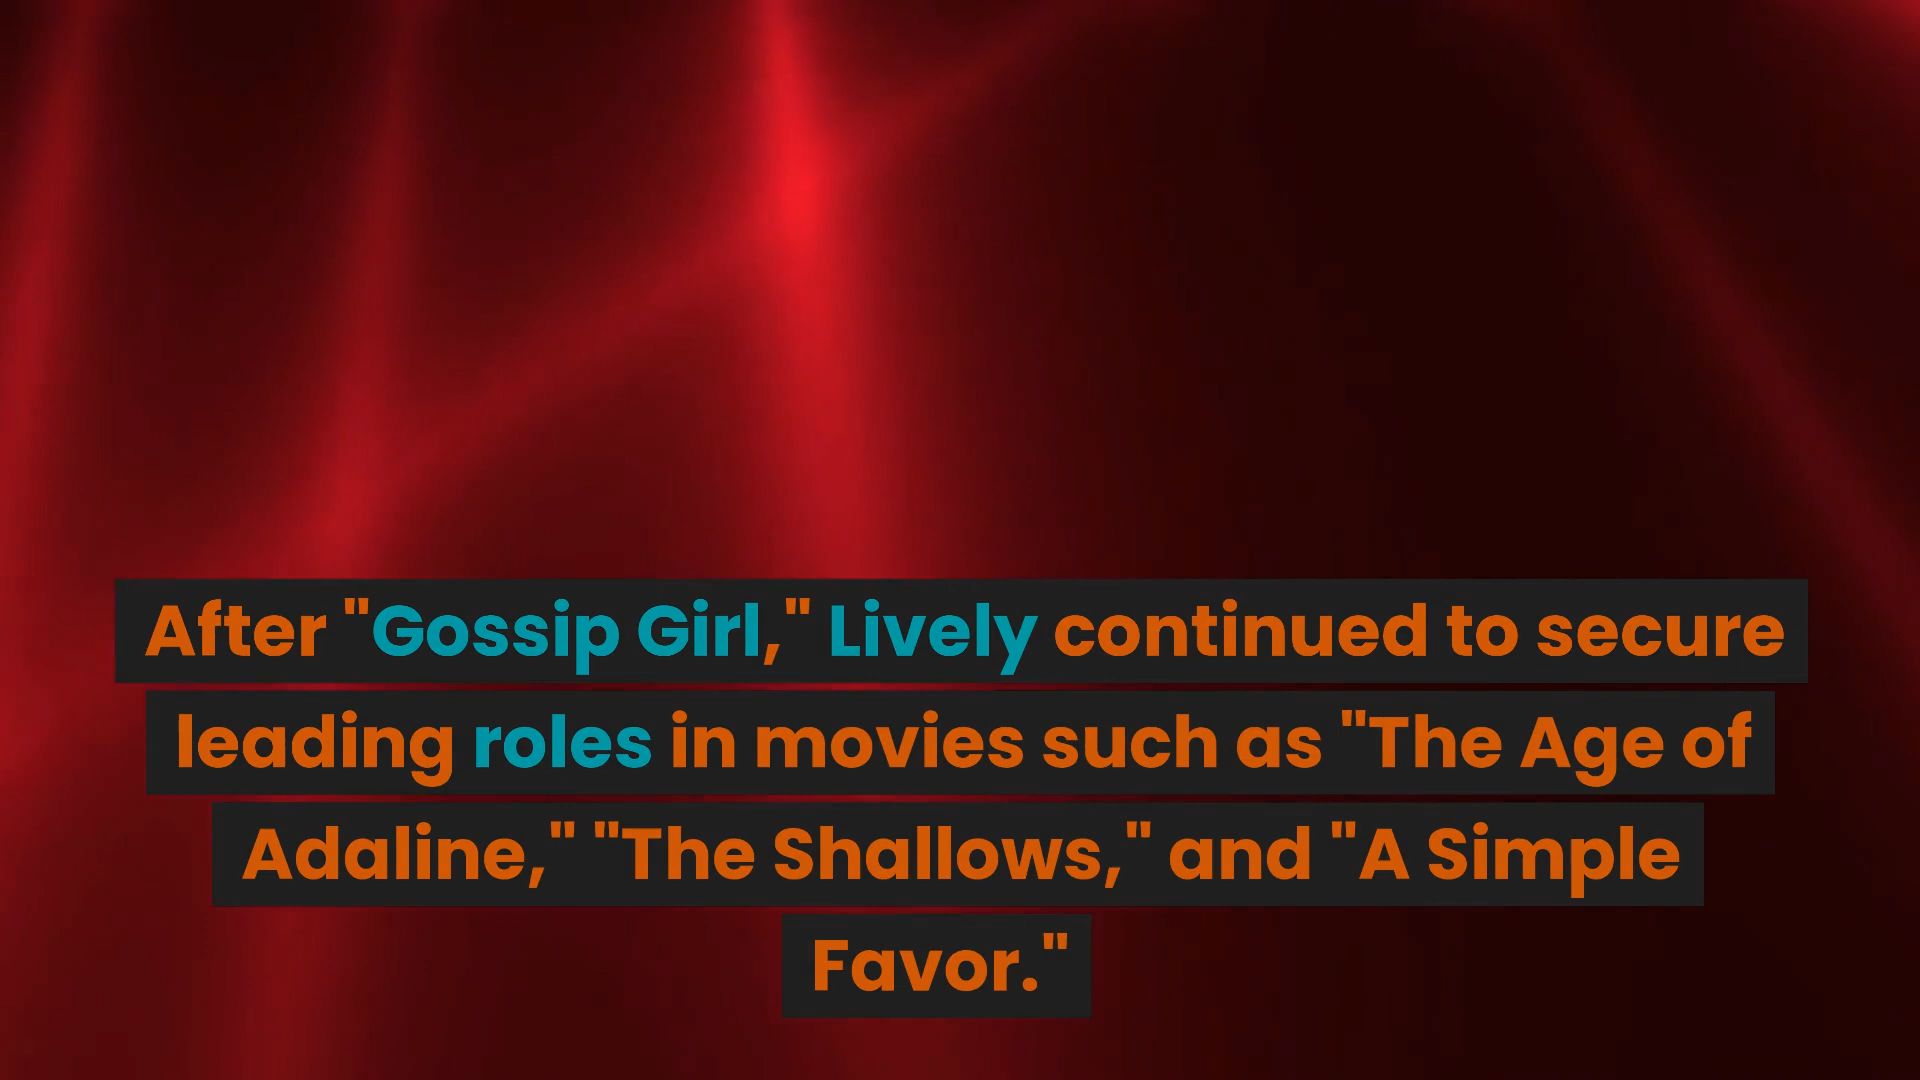 After "Gossip Girl," Lively continued to secure
leading roles in movies such as "The Age of
Adaline," "The Shallows," and "A Simple
Favor."